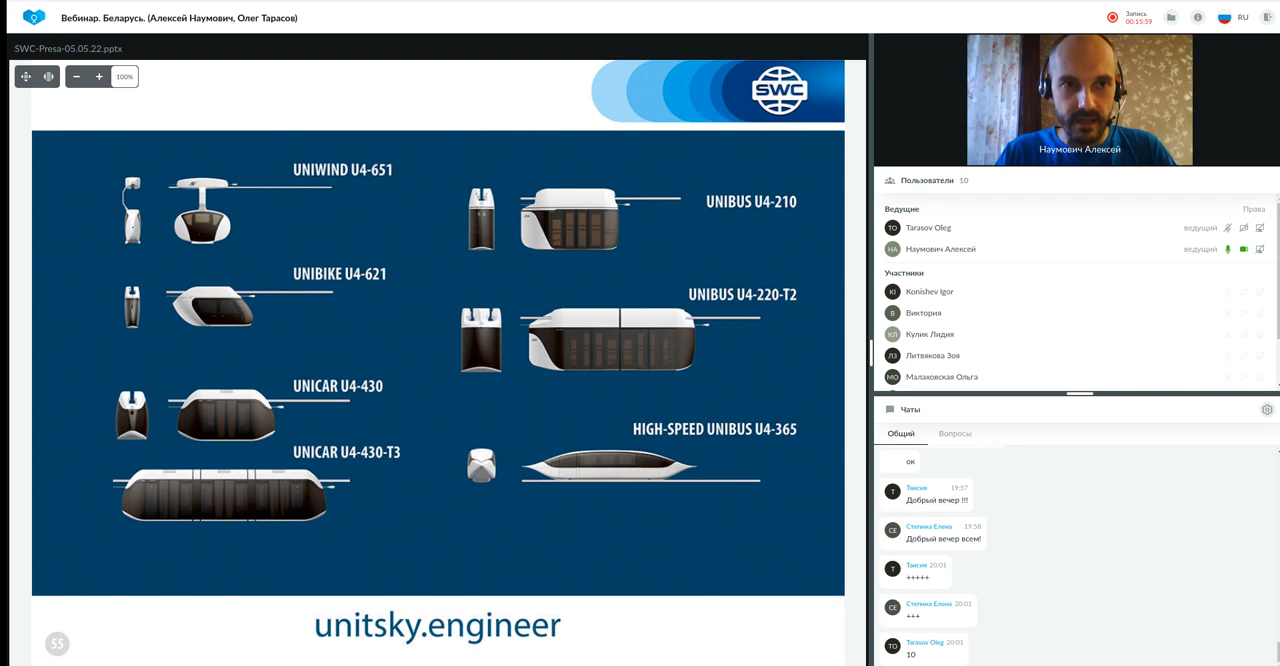 Вебинар. Беларусь. (Алексей Наумович, Олег Тарасов)
Запись
00:15:59
RU
SWC-Presa-05.05.22.pptx
100%
SWC
UNIWIND U4-651
UNIBUS U4-210
UNIBIKE U4-621
UNIBUS U4-220-T2
UNICAR U4-430
HIGH-SPEED UNIBUS U4-365
UNICAR U4-430-T3
unitsky.engineer
55
Наумович Алексей
Пользователи 10
Ведущие Права
TO Tarasov Oleg ведущий
НА Наумович Алексей ведущий
Участники
KI Konishev Igor
В Виктория
КЛ Кулик Лидия
ЛЗ Литвякова Зоя
МО Малаховская Ольга
Чаты
Общий Вопросы
ок
Т Таисия 19:57
Добрый вечер !!!
СЕ Степина Елена 19:58
Добрый вечер всем!
Т Таисия 20:01
+++++
СЕ Степина Елена 20:01
+++
TO Tarasov Oleg 20:01
10